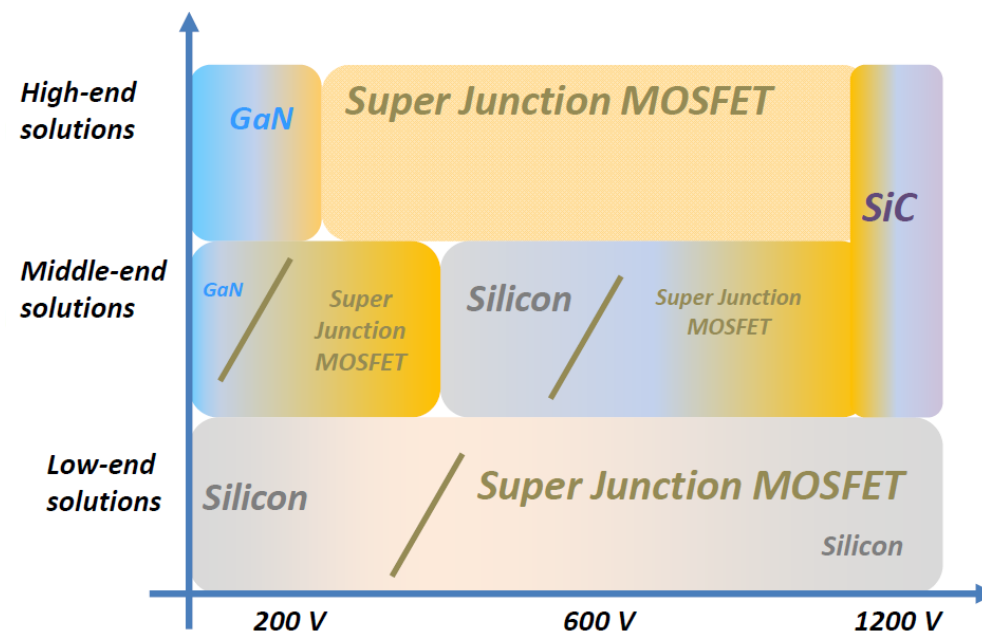 High-end
solutions
GaN
Super Junction MOSFET
SiC
Middle-end
solutions
GaN
Super
Junction
MOSFET
Silicon
Super Junction
MOSFET
Low-end
solutions
Silicon
Super Junction MOSFET
Silicon
200 V
600 V
1200 V